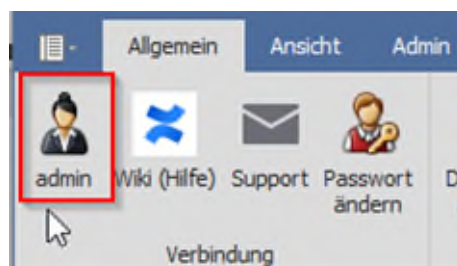 Allgemein Ansicht Admin
admin Wiki (Hilfe) Support Passwort ändern
Verbindung